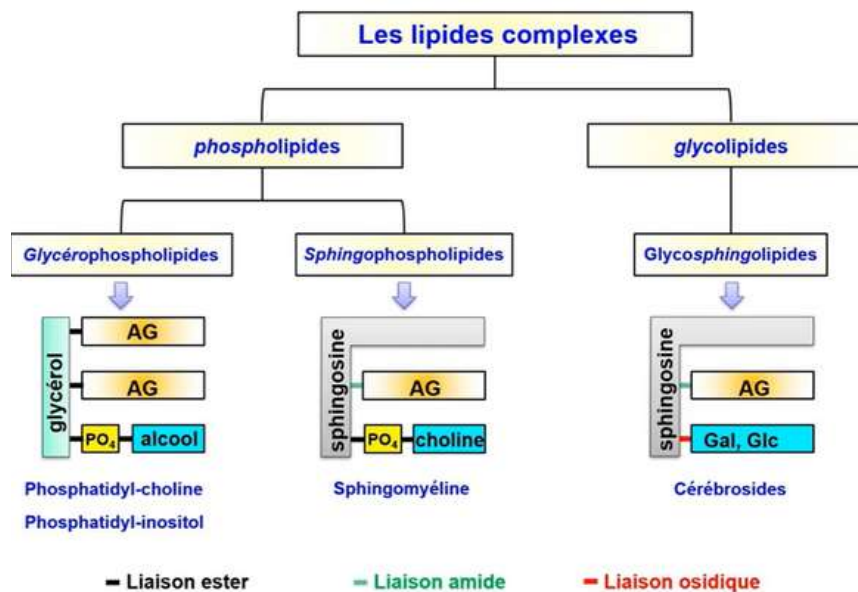 Les lipides complexes
phospholipides
glycolipides
Glycérophospholipides
Sphingophospholipides
Glycosphingolipides
glycérol
AG
AG
PO4
alcool
sphingosine
AG
PO4
choline
sphingosine
AG
Gal, Glc
Phosphatidyl-choline
Phosphatidyl-inositol
Sphingomyéline
Cérébrosides
Liaison ester
Liaison amide
Liaison osidique